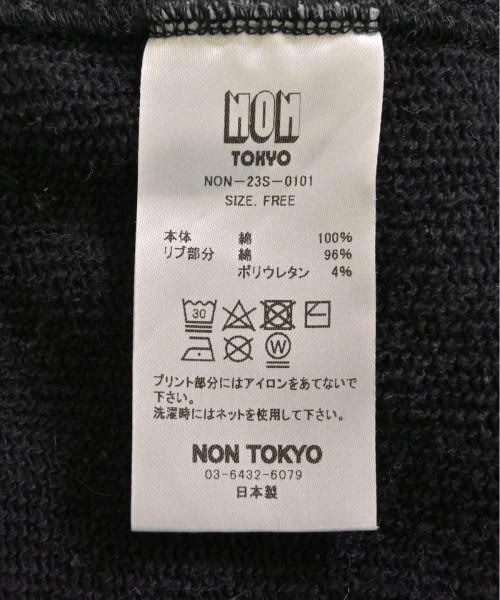 NON
TOKYO
NON-23S-0101
SIZE. FREE
本体 綿 100%
リブ部分 綿 96%
ポリウレタン 4%
30
W
プリント部分にはアイロンをあてないで
下さい。
洗濯時にはネットを使用して下さい。
NON TOKYO
03-6432-6079
日本製